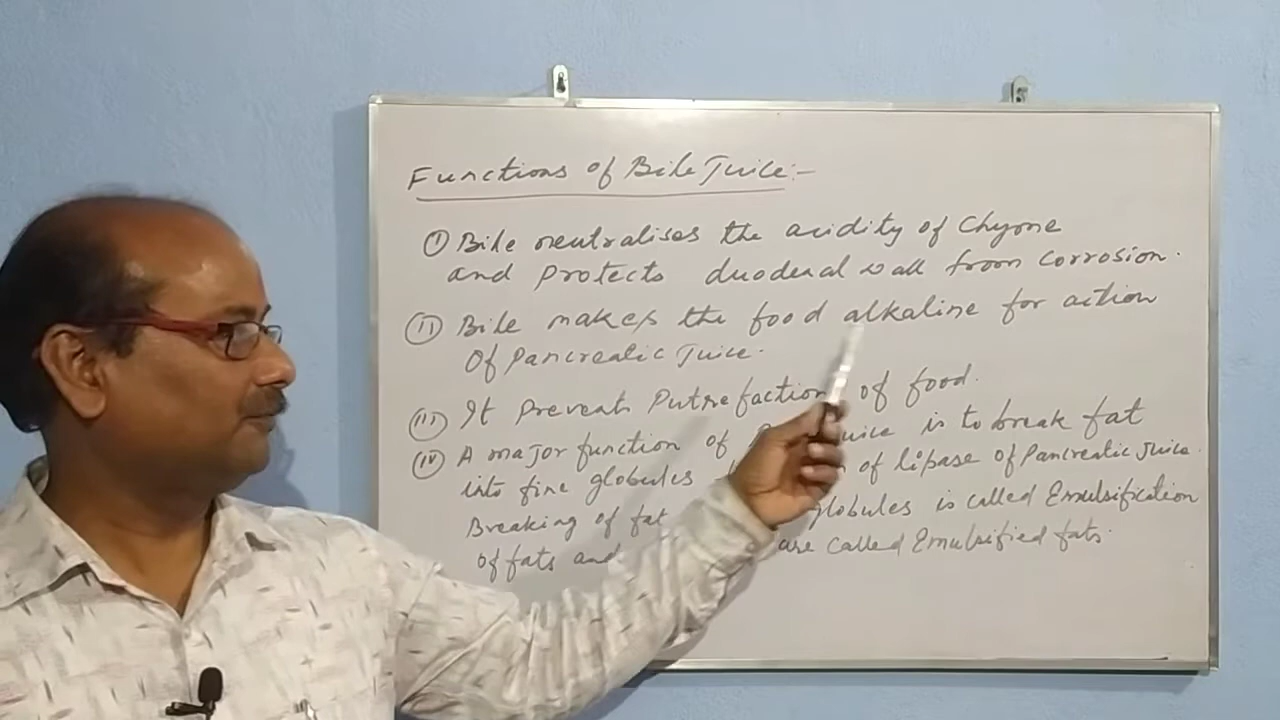 Functions of Bile Juice:-
(i) Bile neutralises the acidity of Chyme
and protects duodenal wall from corrosion.
(ii) Bile makes the food alkaline for action
of Pancreatic Juice.
(iii) It prevents Putrefaction of food.
(iv) A major function of juice is to break fat
into fine globules of lipase of Pancreatic Juice.
Breaking of fat globules is called Emulsification
of fats and are called Emulsified fats.